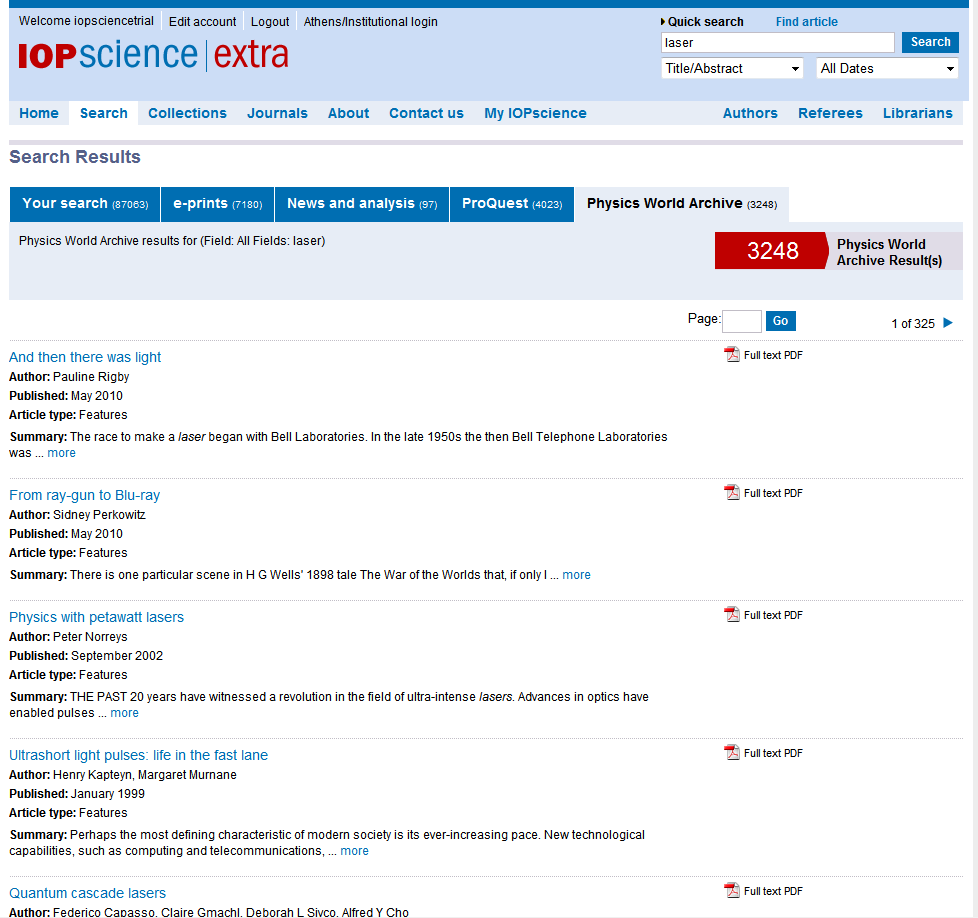 Welcome iopsciencetrial Edit account Logout Athens/Institutional login
Quick search Find article
IOPscience extra
laser Search
Title/Abstract All Dates
Home Search Collections Journals About Contact us My IOPscience Authors Referees Librarians
Search Results
Your search (87063) e-prints (7180) News and analysis (97) ProQuest (4023) Physics World Archive (3248)
Physics World Archive results for (Field: All Fields: laser)
3248 Physics World
Archive Result(s)
Page: Go 1 of 325
And then there was light Full text PDF
Author: Pauline Rigby
Published: May 2010
Article type: Features
Summary: The race to make a laser began with Bell Laboratories. In the late 1950s the then Bell Telephone Laboratories
was ... more
From ray-gun to Blu-ray Full text PDF
Author: Sidney Perkowitz
Published: May 2010
Article type: Features
Summary: There is one particular scene in H G Wells' 1898 tale The War of the Worlds that, if only I ... more
Physics with petawatt lasers Full text PDF
Author: Peter Norreys
Published: September 2002
Article type: Features
Summary: THE PAST 20 years have witnessed a revolution in the field of ultra-intense lasers. Advances in optics have
enabled pulses ... more
Ultrashort light pulses: life in the fast lane Full text PDF
Author: Henry Kapteyn, Margaret Murnane
Published: January 1999
Article type: Features
Summary: Perhaps the most defining characteristic of modern society is its ever-increasing pace. New technological
capabilities, such as computing and telecommunications, ... more
Quantum cascade lasers Full text PDF
Author: Federico Capasso, Claire Gmachl, Deborah L Sivco, Alfred Y Cho